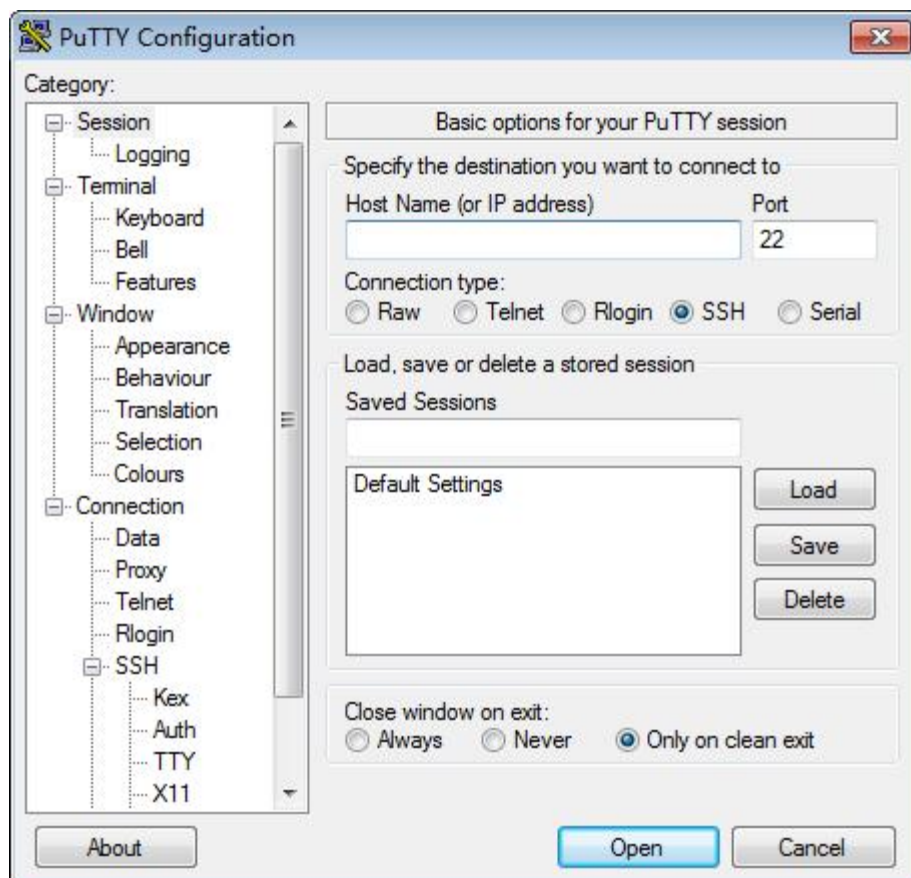 PuTTY Configuration
Category:
Session
Logging
Terminal
Keyboard
Bell
Features
Window
Appearance
Behaviour
Translation
Selection
Colours
Connection
Data
Proxy
Telnet
Rlogin
SSH
Kex
Auth
TTY
X11
Basic options for your PuTTY session
Specify the destination you want to connect to
Host Name (or IP address) Port
22
Connection type:
Raw Telnet Rlogin SSH Serial
Load, save or delete a stored session
Saved Sessions
Default Settings
Load
Save
Delete
Close window on exit:
Always Never Only on clean exit
About Open Cancel